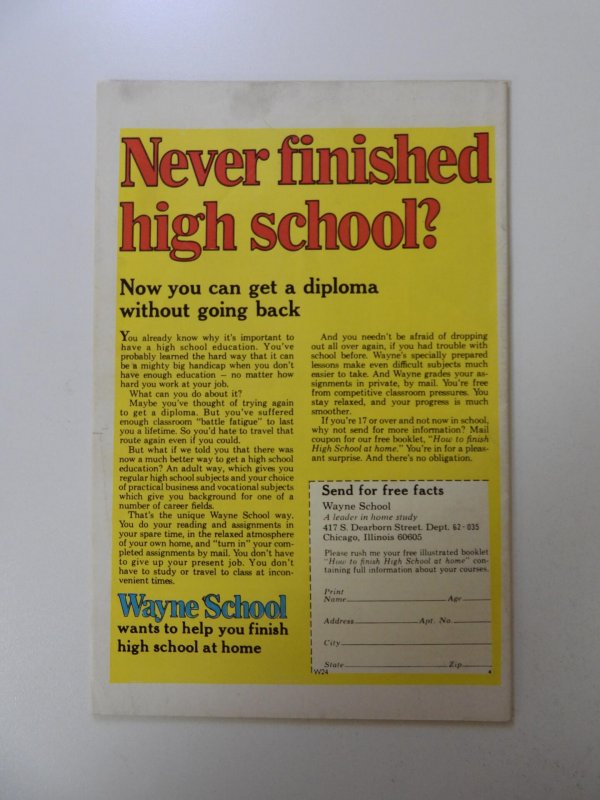 Never finished
high school?
Now you can get a diploma
without going back
You already know why it's important to
have a high school education. You've
probably learned the hard way that it can
be a mighty big handicap when you don't
have enough education — no matter how
hard you work at your job.
What can you do about it?
Maybe you've thought of trying again
to get a diploma. But you've suffered
enough classroom "battle fatigue" to last
you a lifetime. So you'd hate to travel that
route again even if you could.
But what if we told you that there was
now a much better way to get a high school
education? An adult way, which gives you
regular high school subjects and your choice
of practical business and vocational subjects
which give you background for one of a
number of career fields.
That's the unique Wayne School way.
You do your reading and assignments in
your spare time, in the relaxed atmosphere
of your own home, and "turn in" your com-
pleted assignments by mail. You don't have
to give up your present job. You don't
have to study or travel to class at incon-
venient times.
Wayne School
wants to help you finish
high school at home
And you needn't be afraid of dropping
out all over again, if you had trouble with
school before. Wayne's specially prepared
lessons make even difficult subjects much
easier to take. And Wayne grades your as-
signments in private, by mail. You're free
from competitive classroom pressures. You
stay relaxed, and your progress is much
smoother.
If you're 17 or over and not now in school,
why not send for more information? Mail
coupon for our free booklet, "How to finish
High School at home." You're in for a pleas-
ant surprise. And there's no obligation.
Send for free facts
Wayne School
A leader in home study
417 S. Dearborn Street, Dept. 62-035
Chicago, Illinois 60605
Please rush me your free illustrated booklet
"How to finish High School at home" con-
taining full information about your courses.
Print
Name Age
Address Apt. No.
City
State Zip
W24 4